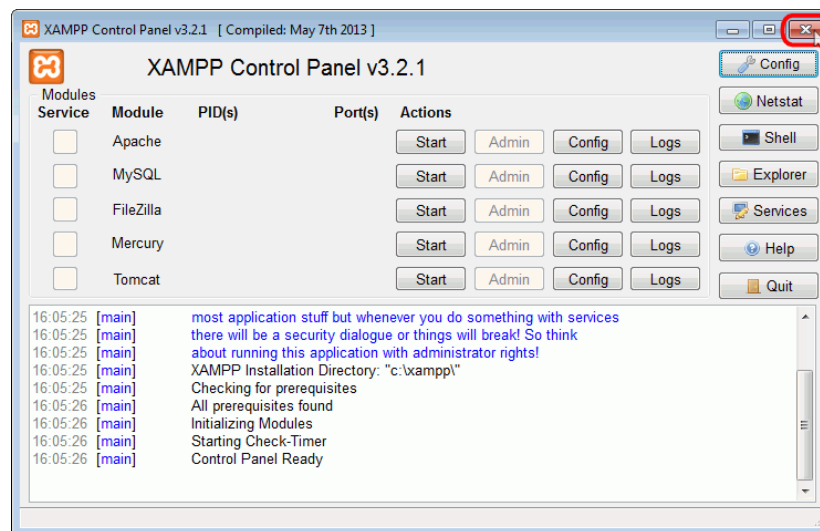 XAMPP Control Panel v3.2.1 [ Compiled: May 7th 2013 ]
XAMPP Control Panel v3.2.1
Config
Modules
Service Module PID(s) Port(s) Actions
Netstat
Apache Start Admin Config Logs
Shell
MySQL Start Admin Config Logs
Explorer
FileZilla Start Admin Config Logs
Services
Mercury Start Admin Config Logs
Help
Tomcat Start Admin Config Logs
Quit
16:05:25 [main] most application stuff but whenever you do something with services
16:05:25 [main] there will be a security dialogue or things will break! So think
16:05:25 [main] about running this application with administrator rights!
16:05:25 [main] XAMPP Installation Directory: "c:\xampp\"
16:05:25 [main] Checking for prerequisites
16:05:26 [main] All prerequisites found
16:05:26 [main] Initializing Modules
16:05:26 [main] Starting Check-Timer
16:05:26 [main] Control Panel Ready